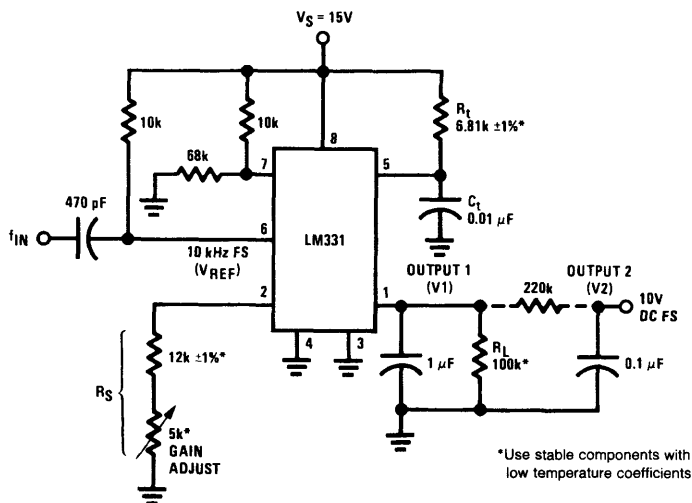 V_S = 15V
10k
10k
R_t
6.81k ±1%*
8
7
5
68k
470 pF
C_t
0.01 μF
f_IN
6
LM331
10 kHz FS
(V_REF)
OUTPUT 1
(V1)
OUTPUT 2
(V2)
220k
2
1
10V
DC FS
4
3
12k ±1%*
R_S
1 μF
R_L
100k*
0.1 μF
5k*
GAIN
ADJUST
*Use stable components with
low temperature coefficients